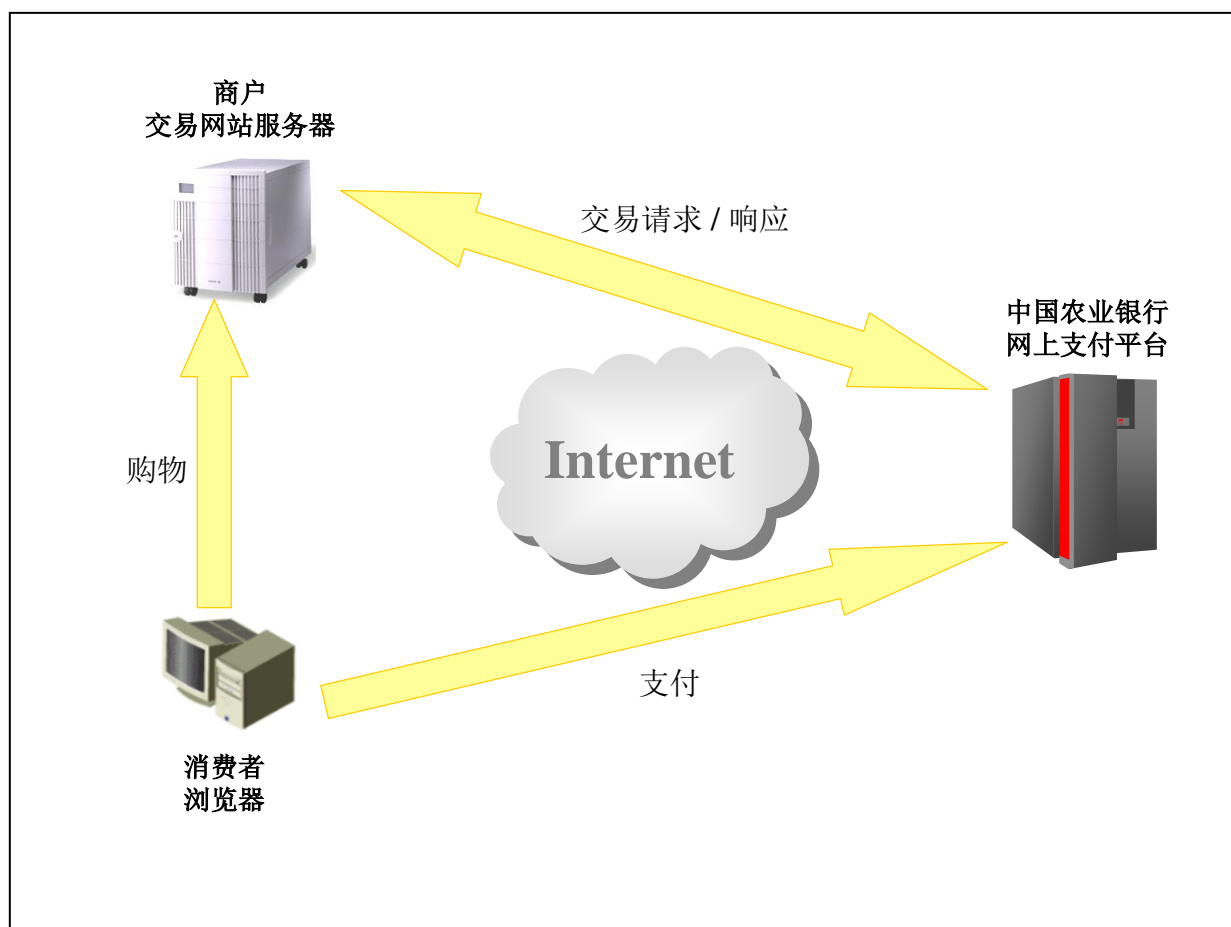 商户
交易网站服务器
交易请求 / 响应
中国农业银行
网上支付平台
Internet
购物
支付
消费者
浏览器